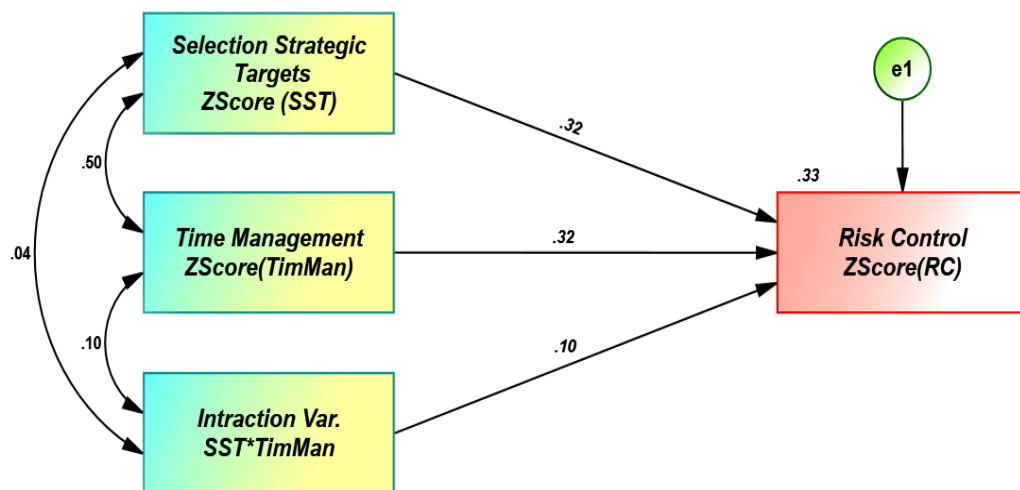 Selection Strategic
Targets
ZScore (SST)
e1
.32
.50
.33
Time Management
ZScore(TimMan)
.32
Risk Control
ZScore(RC)
.04
.10
.10
Intraction Var.
SST*TimMan